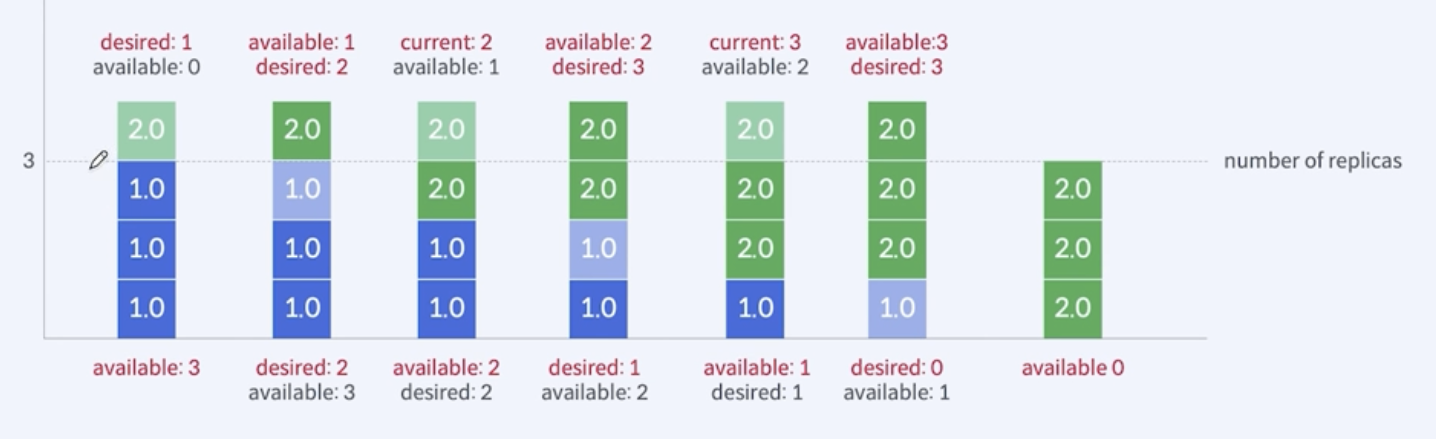 desired: 1
available: 0
available: 1
desired: 2
current: 2
available: 1
available: 2
desired: 3
current: 3
available: 2
available:3
desired: 3
2.0
2.0
2.0
2.0
2.0
2.0
3
number of replicas
1.0
1.0
2.0
2.0
2.0
2.0
2.0
1.0
1.0
1.0
1.0
2.0
2.0
2.0
1.0
1.0
1.0
1.0
1.0
1.0
2.0
available: 3
desired: 2
available: 3
available: 2
desired: 2
desired: 1
available: 2
available: 1
desired: 1
desired: 0
available: 1
available 0